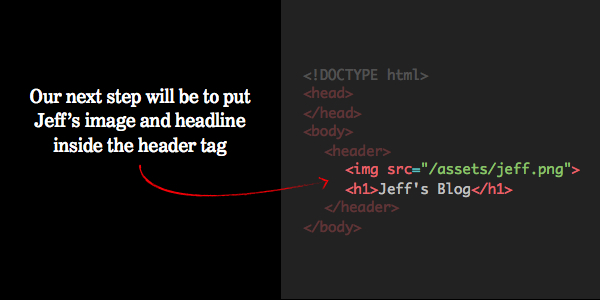 Our next step will be to put
Jeff’s image and headline
inside the header tag
<!DOCTYPE html>
<head>
</head>
<body>
<header>
<img src="/assets/jeff.png">
<h1>Jeff's Blog</h1>
</header>
</body>